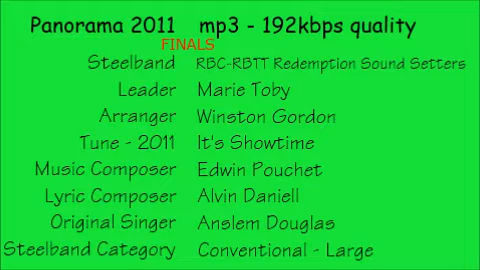 Panorama 2011 mp3 - 192kbps quality
FINALS
Steelband RBC-RBTT Redemption Sound Setters
Leader Marie Toby
Arranger Winston Gordon
Tune - 2011 It's Showtime
Music Composer Edwin Pouchet
Lyric Composer Alvin Daniell
Original Singer Anslem Douglas
Steelband Category Conventional - Large